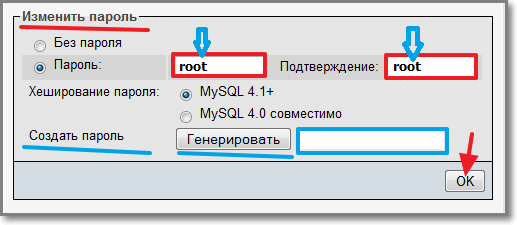 Изменить пароль
Без пароля
Пароль: root Подтверждение: root
Хеширование пароля: MySQL 4.1+
MySQL 4.0 совместимо
Создать пароль Генерировать
OK